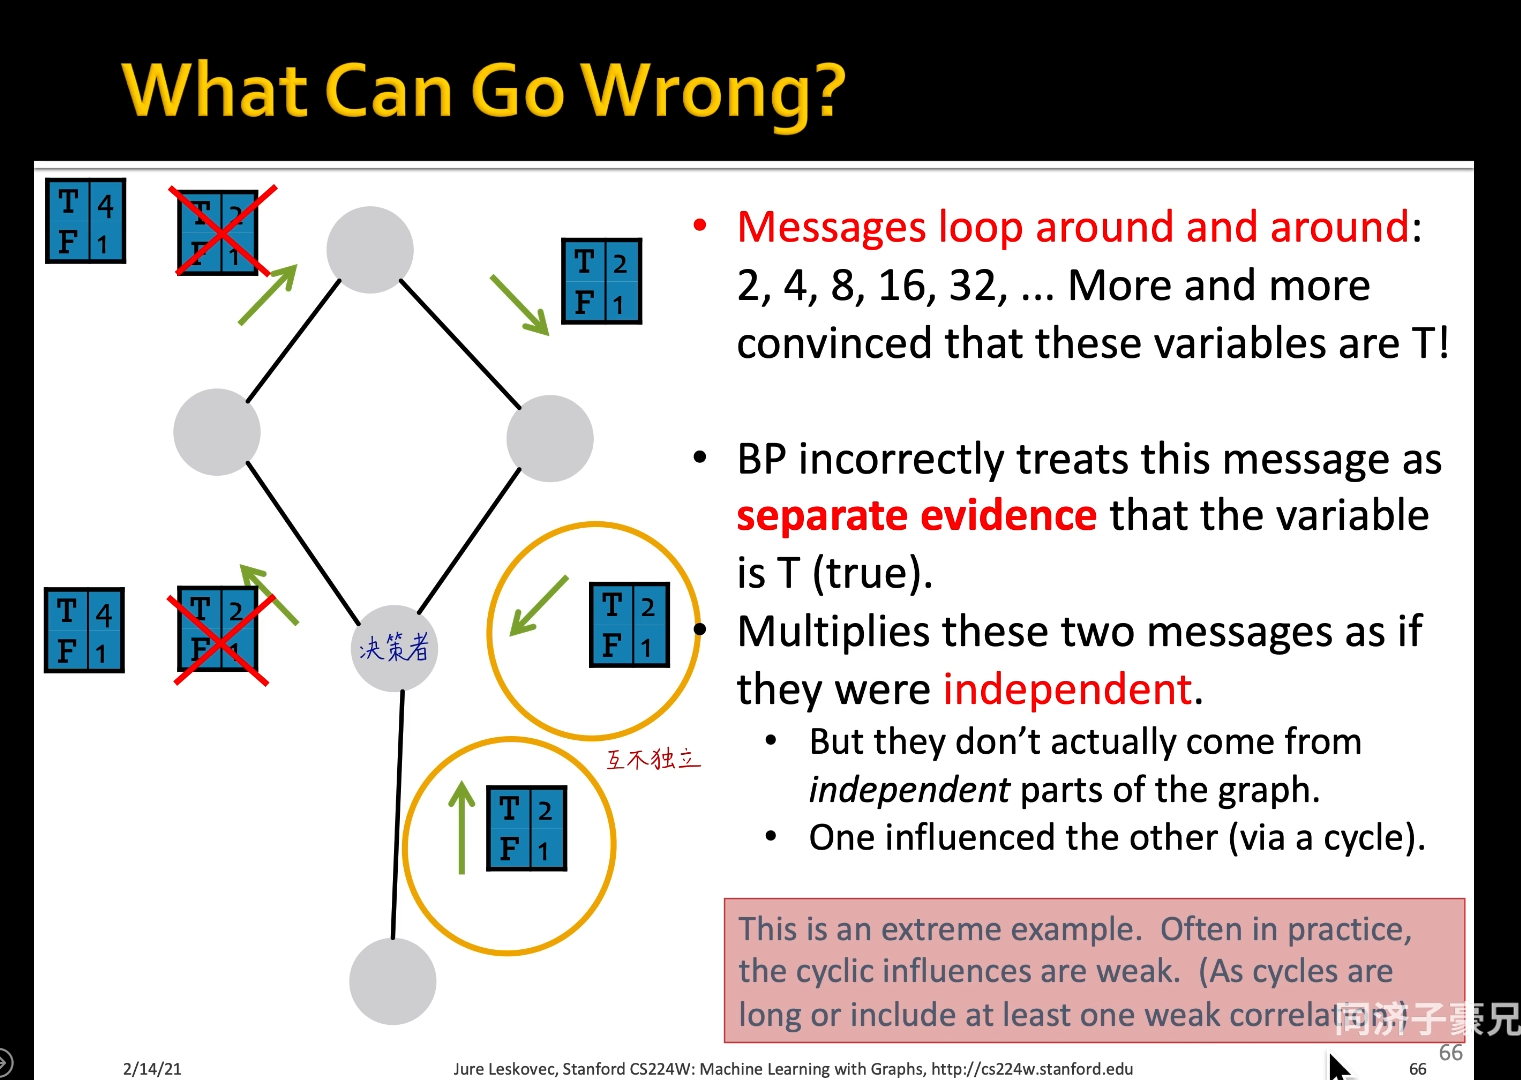 What Can Go Wrong?
T 4
F 1
T 2
F 1
T 2
F 1
• Messages loop around and around:
2, 4, 8, 16, 32, ... More and more
convinced that these variables are T!
• BP incorrectly treats this message as
separate evidence that the variable
is T (true).
T 4
F 1
T 2
F 1
决策者
T 2
F 1
• Multiplies these two messages as if
they were independent.
互不独立
T 2
F 1
• But they don't actually come from
independent parts of the graph.
• One influenced the other (via a cycle).
This is an extreme example. Often in practice,
the cyclic influences are weak. (As cycles are
long or include at least one weak correlation.)
同济子豪兄
66
2/14/21
Jure Leskovec, Stanford CS224W: Machine Learning with Graphs, http://cs224w.stanford.edu
66